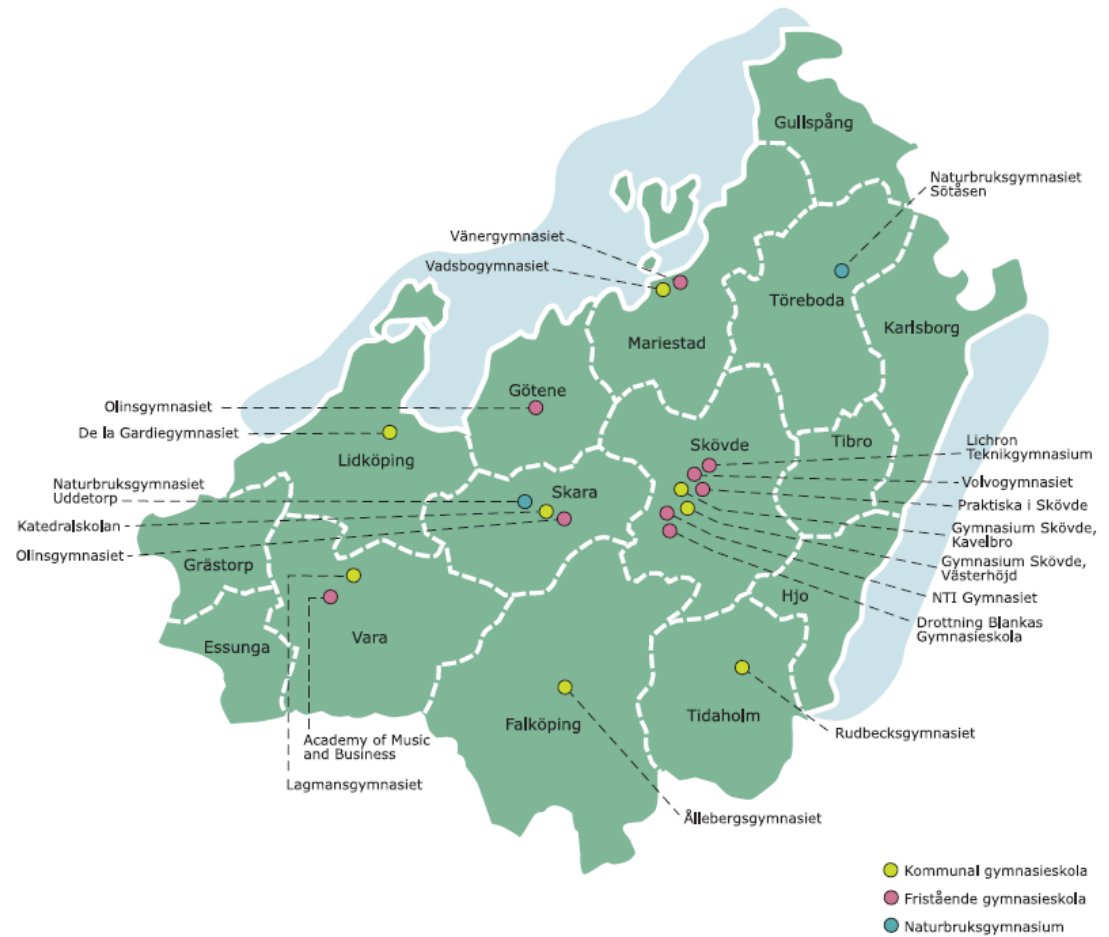 Gullspång
Naturbruksgymnasiet
Sötåsen
Vänergymnasiet
Vadsbogymnasiet
Töreboda
Karlsborg
Mariestad
Götene
Olinsgymnasiet
De la Gardiegymnasiet
Lidköping
Skövde
Tibro
Lichron
Teknikgymnasium
Volvogymnasiet
Praktiska i Skövde
Gymnasium Skövde,
Kavelbro
Gymnasium Skövde,
Västerhöjd
NTI Gymnasiet
Drottning Blankas
Gymnasieskola
Naturbruksgymnasiet
Uddetorp
Skara
Katedralskolan
Olinsgymnasiet
Grästorp
Hjo
Essunga
Vara
Falköping
Tidaholm
Rudbecksgymnasiet
Academy of Music
and Business
Lagmansgymnasiet
Ållebergsgymnasiet
Kommunal gymnasieskola
Fristående gymnasieskola
Naturbruksgymnasium